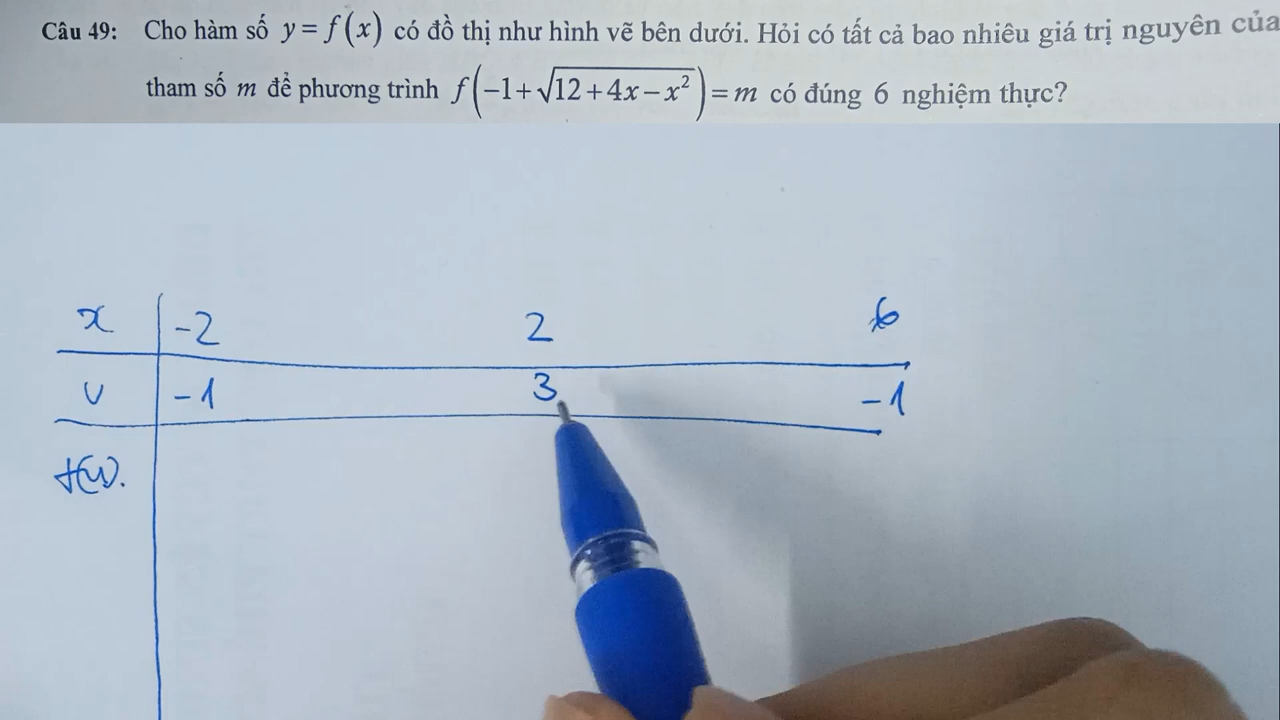 Câu 49: Cho hàm số y = f(x) có đồ thị như hình vẽ bên dưới. Hỏi có tất cả bao nhiêu giá trị nguyên của
tham số m để phương trình f(-1+√(12+4x-x²)) = m có đúng 6 nghiệm thực?
x -2 2 6
u -1 3 -1
f(u).